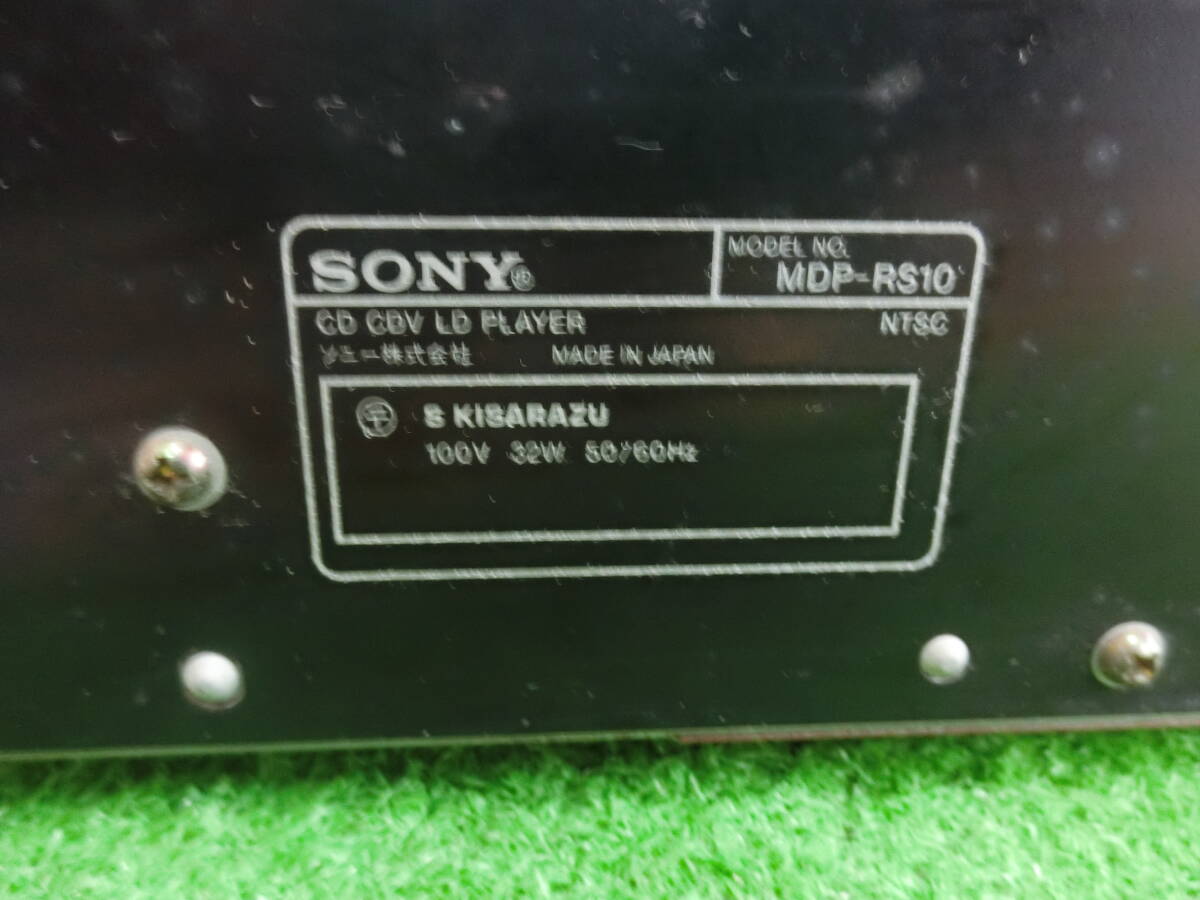 SONY
MODEL NO.
MDP-RS10
CD CDV LD PLAYER NTSC
ソニー株式会社 MADE IN JAPAN
〒 S KISARAZU
100V 32W 50/60Hz